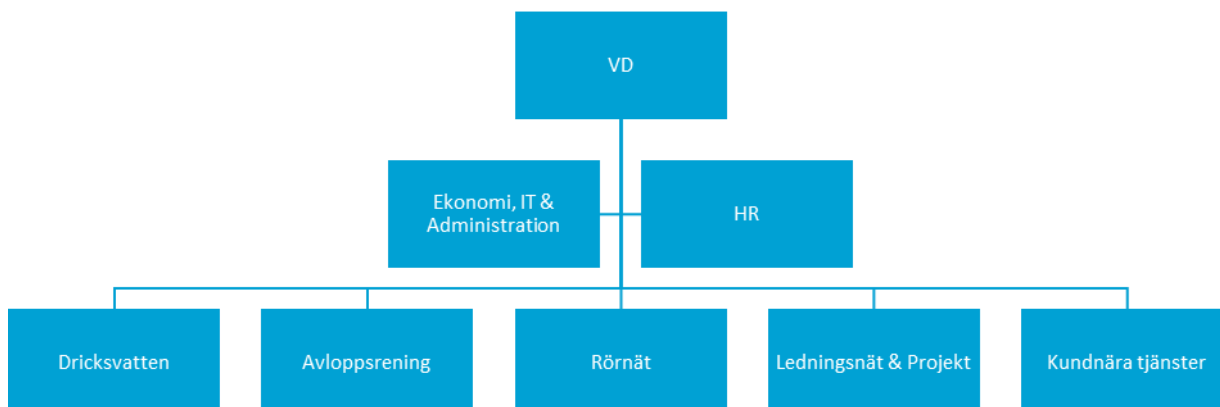 VD
Ekonomi, IT &
Administration
HR
Dricksvatten
Avloppsrening
Rörnät
Ledningsnät & Projekt
Kundnära tjänster